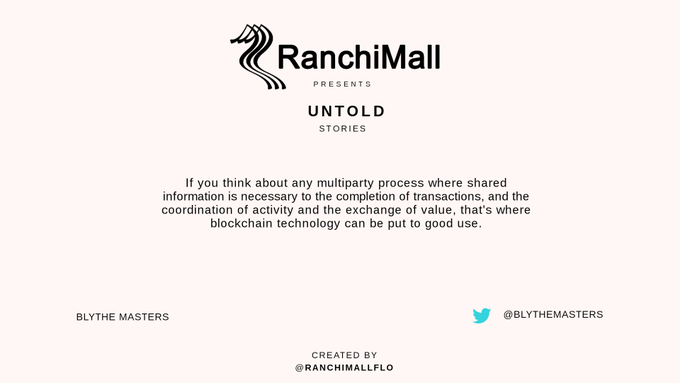 RanchiMall
PRESENTS
UNTOLD
STORIES
If you think about any multiparty process where shared
information is necessary to the completion of transactions, and the
coordination of activity and the exchange of value, that's where
blockchain technology can be put to good use.
BLYTHE MASTERS
@BLYTHEMASTERS
CREATED BY
@RANCHIMALLFLO